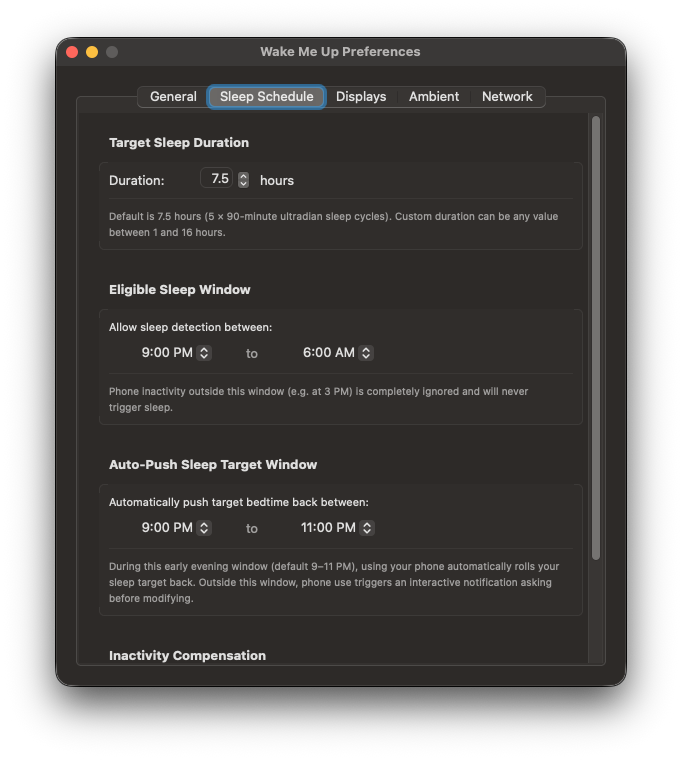 Wake Me Up Preferences
General Sleep Schedule Displays Ambient Network
Target Sleep Duration
Duration: 7.5 hours
Default is 7.5 hours (5 × 90-minute ultradian sleep cycles). Custom duration can be any value
between 1 and 16 hours.
Eligible Sleep Window
Allow sleep detection between:
9:00 PM to 6:00 AM
Phone inactivity outside this window (e.g. at 3 PM) is completely ignored and will never
trigger sleep.
Auto-Push Sleep Target Window
Automatically push target bedtime back between:
9:00 PM to 11:00 PM
During this early evening window (default 9–11 PM), using your phone automatically rolls your
sleep target back. Outside this window, phone use triggers an interactive notification asking
before modifying.
Inactivity Compensation